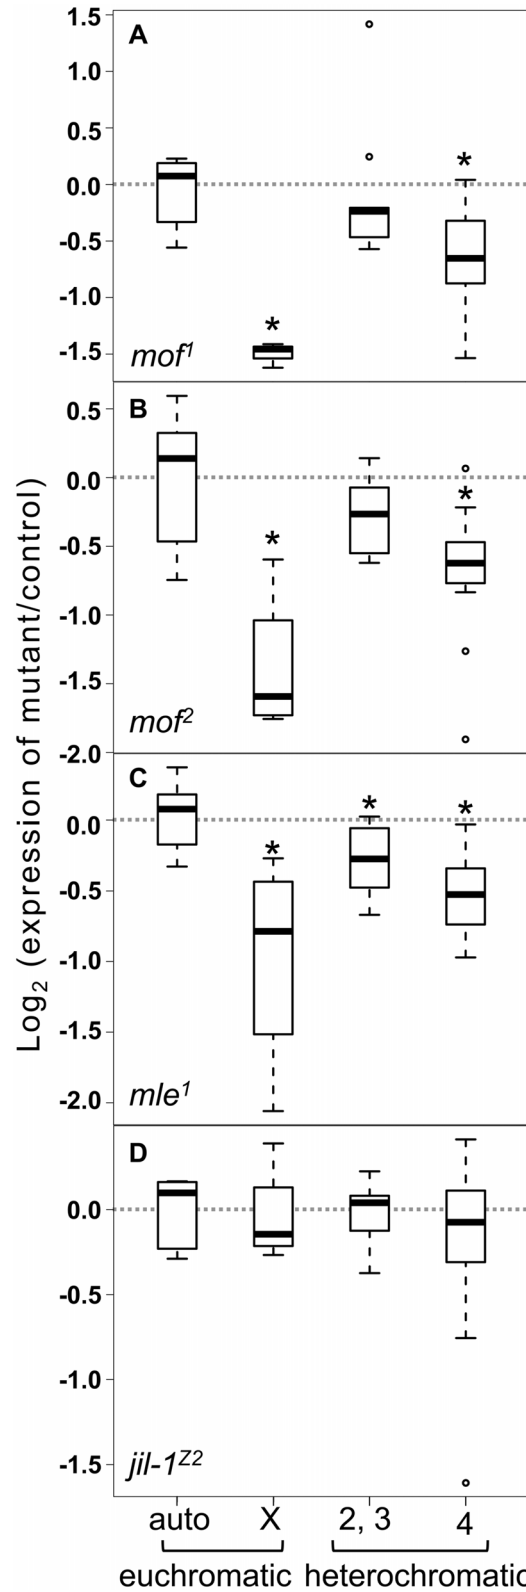 Log2 (expression of mutant/control)
A
1.5
1.0
0.5
0.0
-0.5
-1.0
-1.5
*
*
mof1
B
0.5
0.0
-0.5
-1.0
-1.5
-2.0
*
*
mof2
C
0.0
-0.5
-1.0
-1.5
-2.0
*
*
*
mle1
D
0.0
-0.5
-1.0
-1.5
jil-1Z2
auto X 2, 3 4
euchromatic heterochromatic